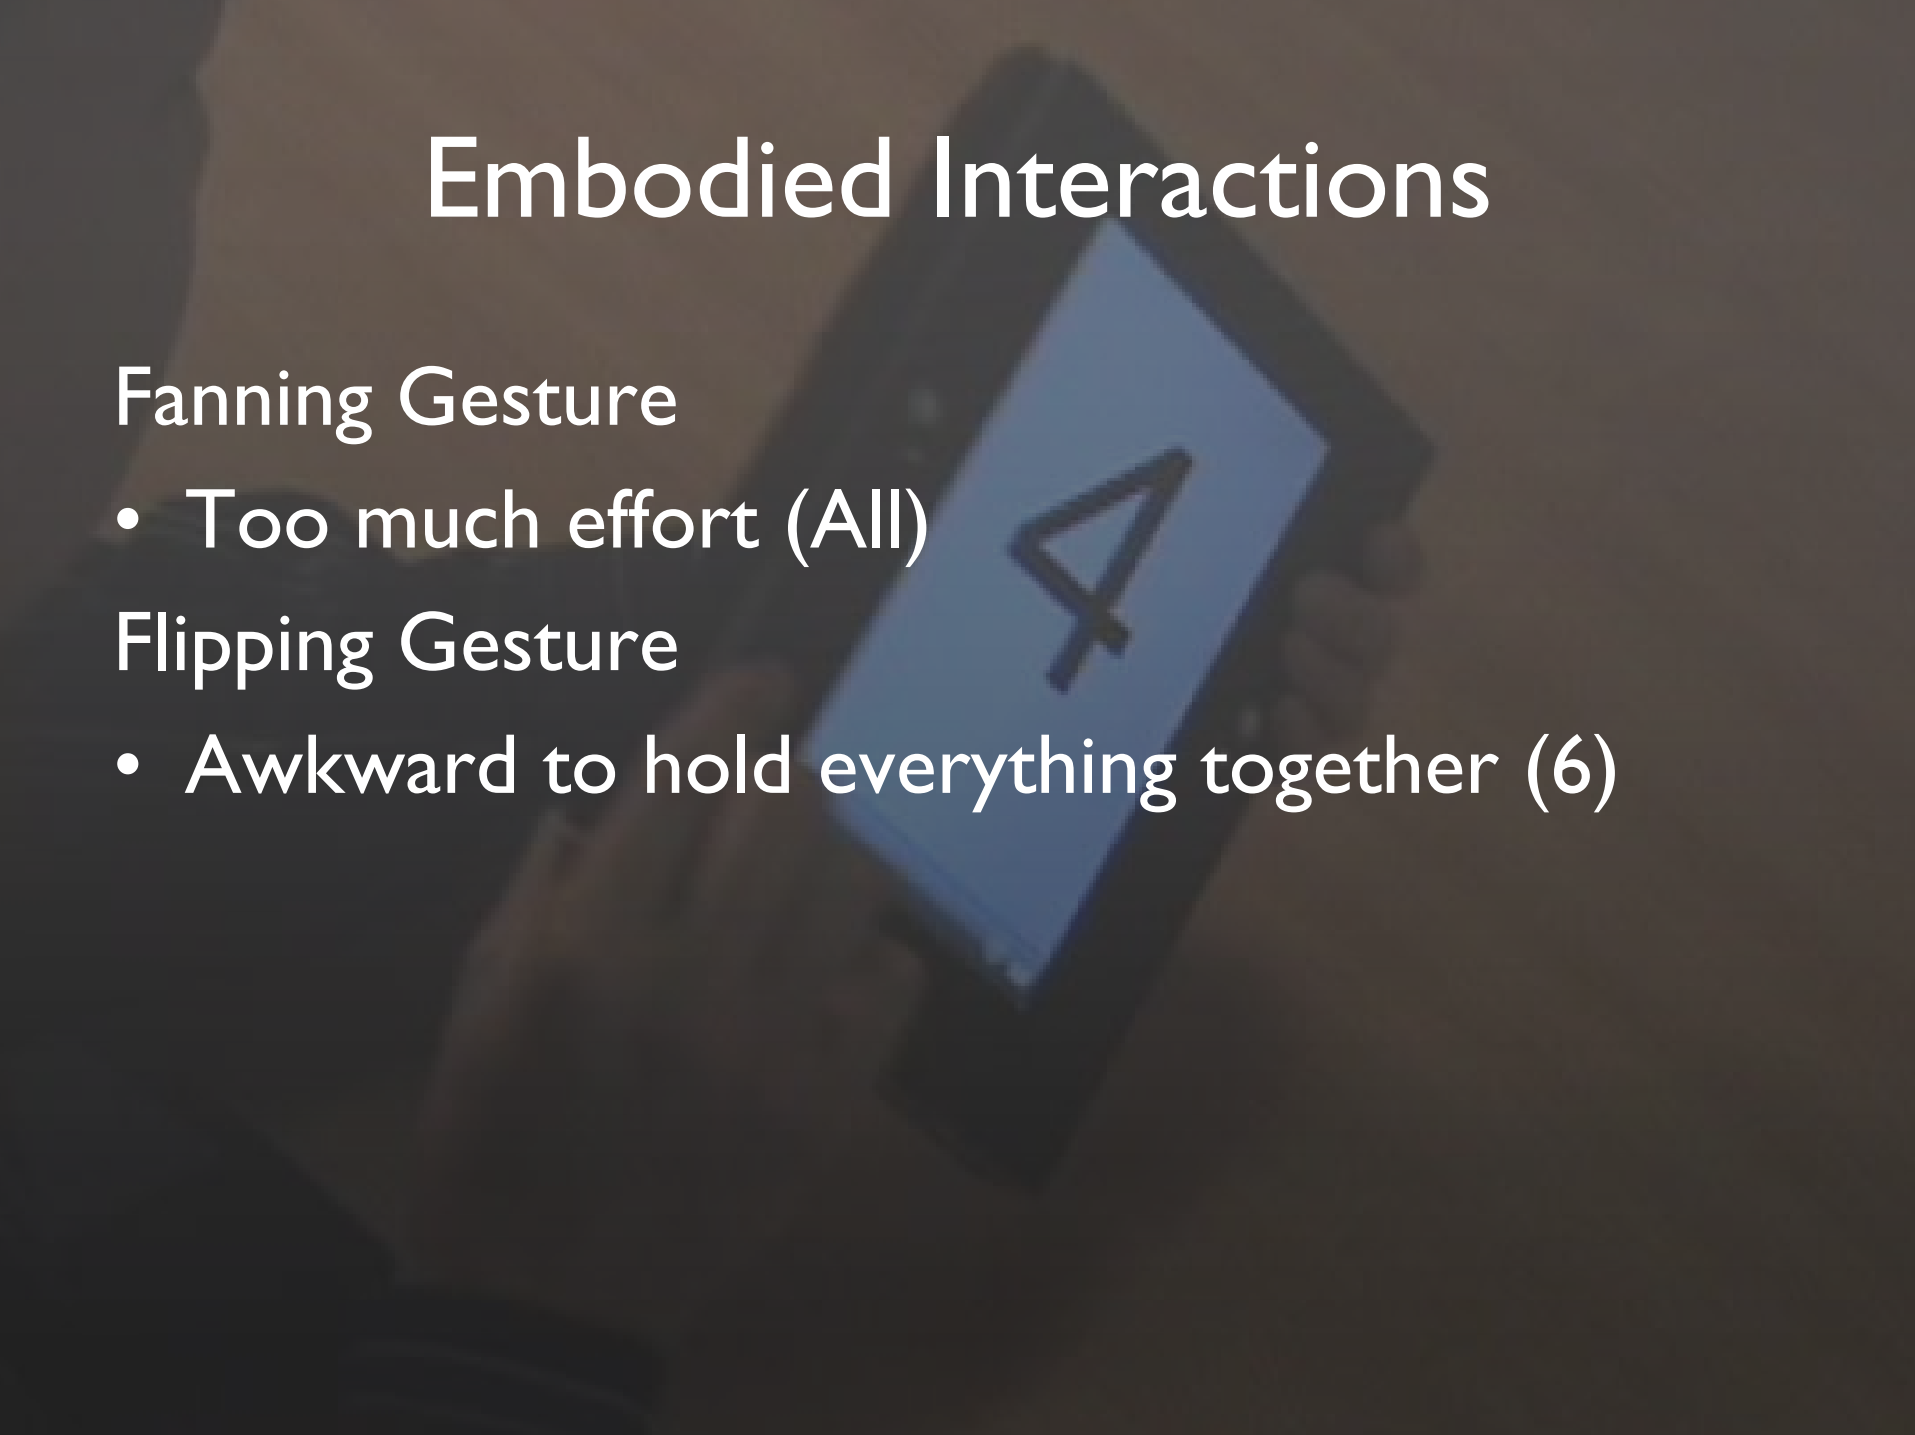 Embodied Interactions
Fanning Gesture
• Too much effort (All)
4
Flipping Gesture
• Awkward to hold everything together (6)